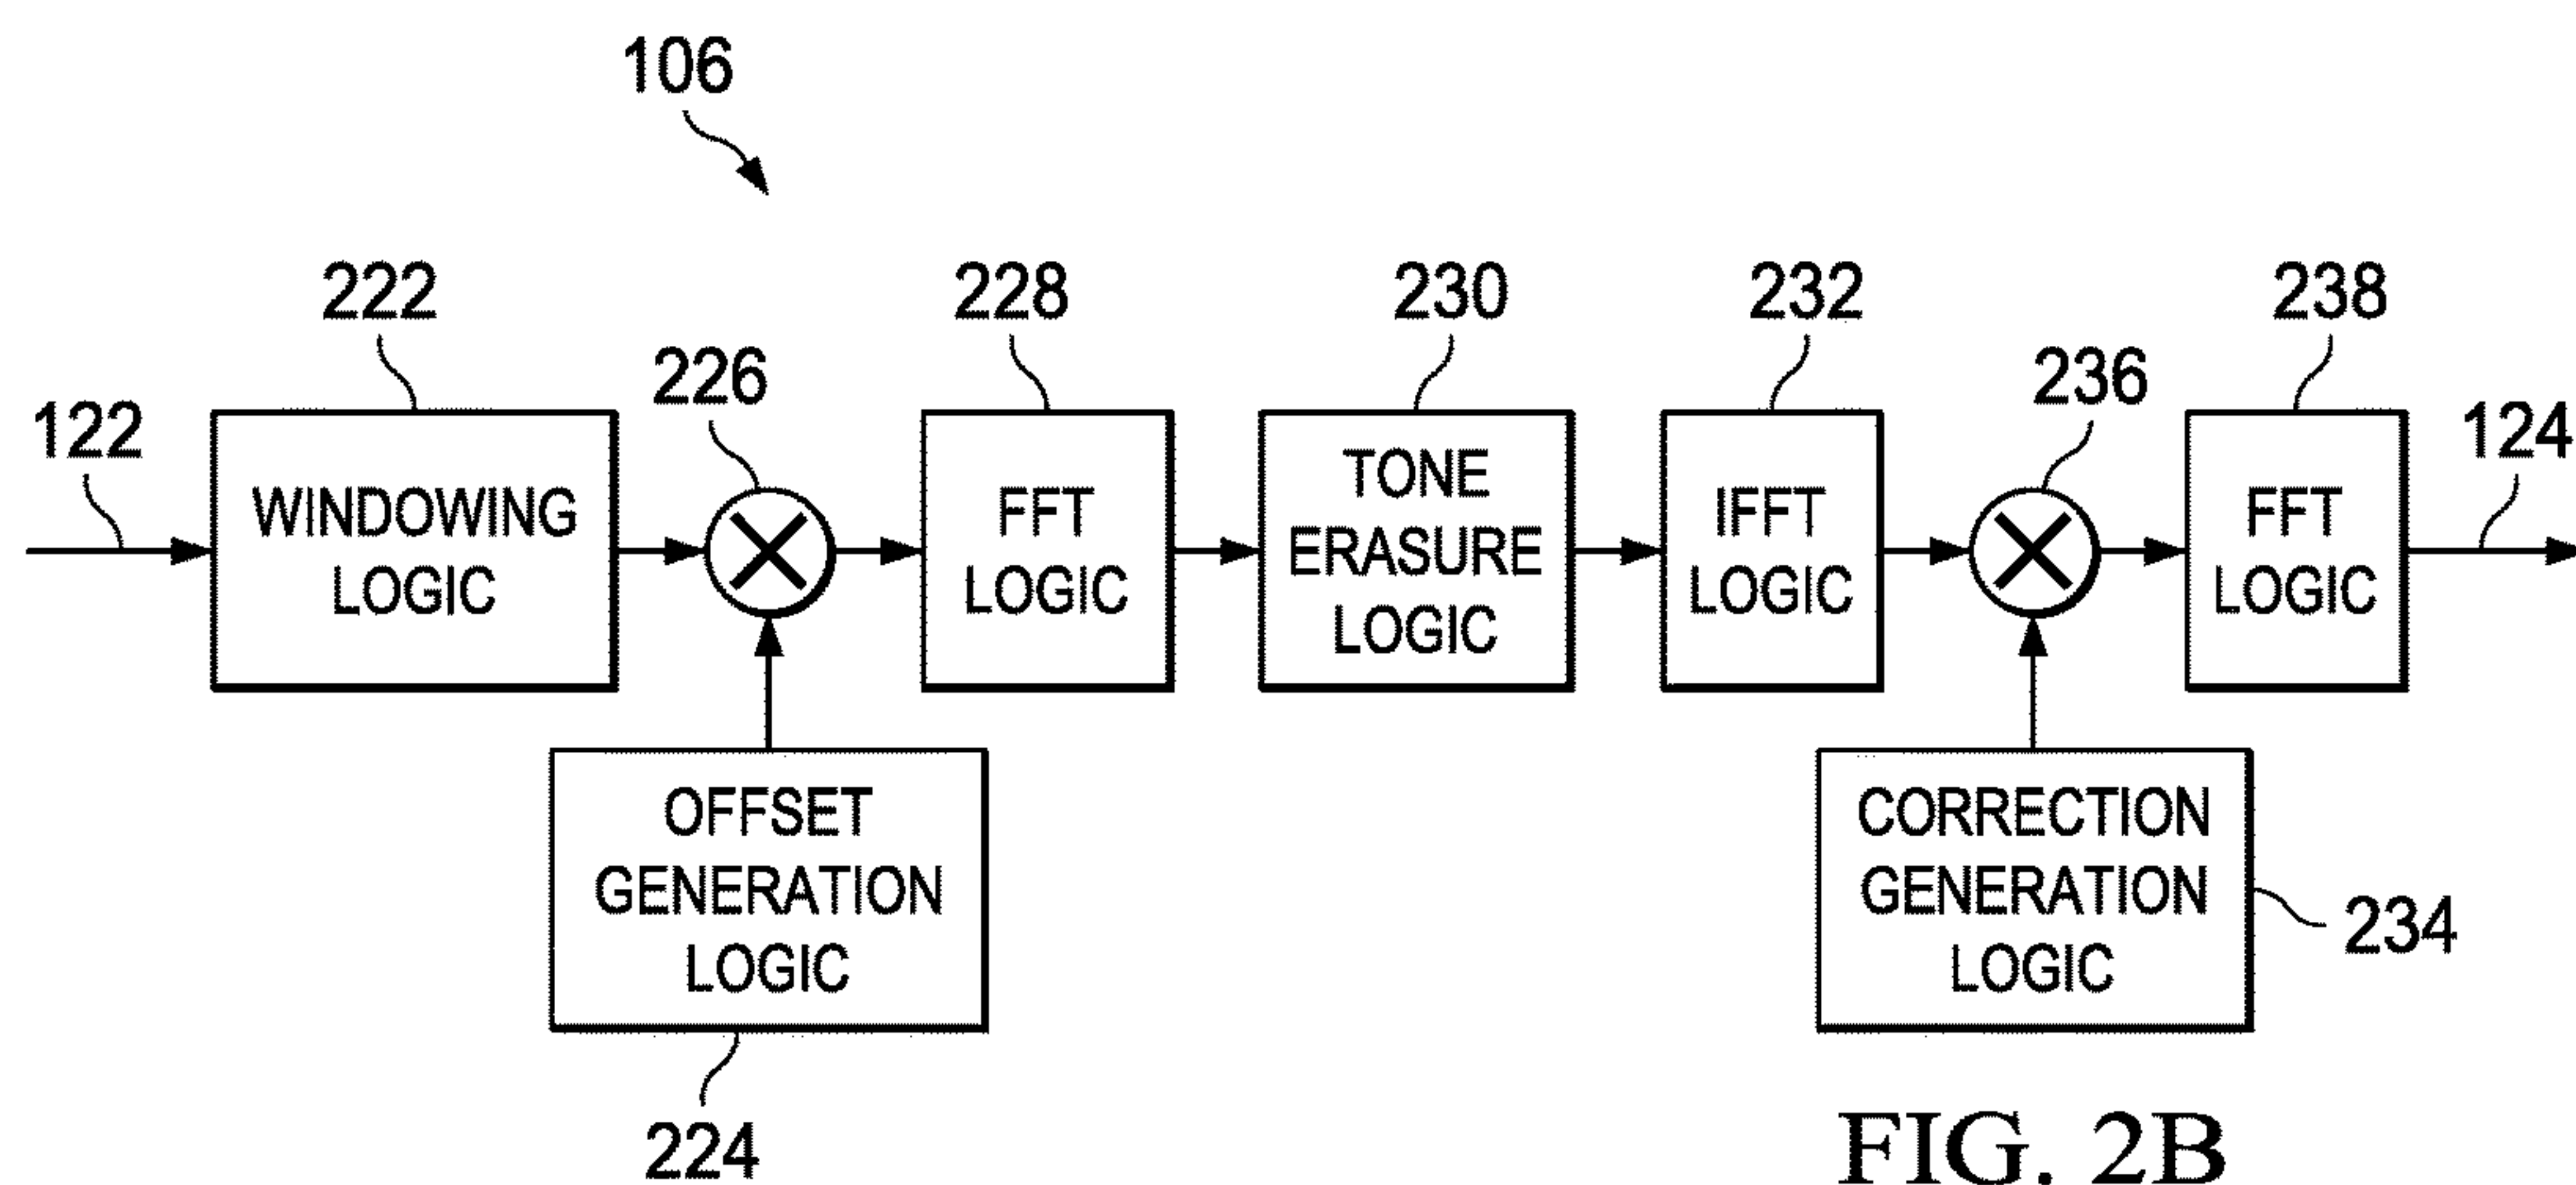 106
222
228
230
232
238
226
236
122
124
WINDOWING
LOGIC
FFT
LOGIC
TONE
ERASURE
LOGIC
IFFT
LOGIC
FFT
LOGIC
OFFSET
GENERATION
LOGIC
CORRECTION
GENERATION
LOGIC
234
224
FIG. 2B